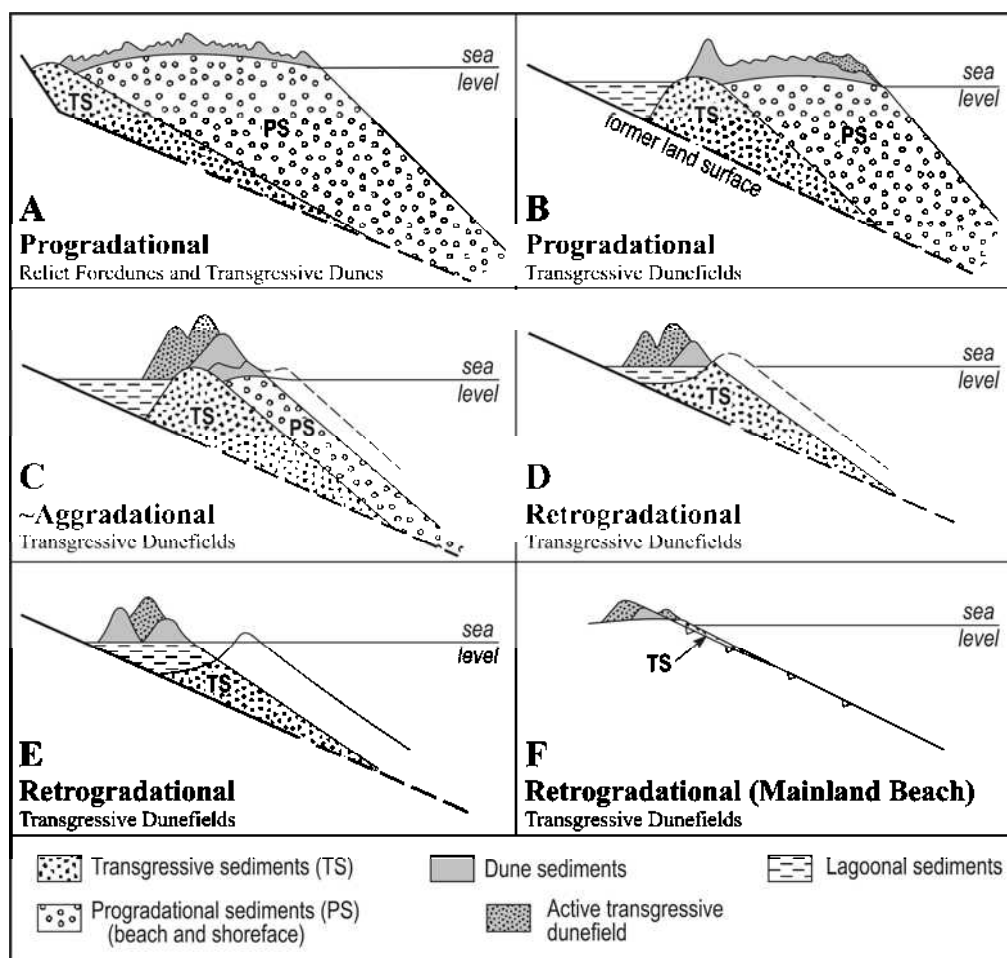 sea
level
TS
PS
A
Progradational
Relict Foredunes and Transgressive Dunes
sea
level
TS
PS
former land surface
B
Progradational
Transgressive Dunefields
sea
level
TS
PS
C
~Aggradational
Transgressive Dunefields
sea
level
TS
D
Retrogradational
Transgressive Dunefields
sea
level
TS
E
Retrogradational
Transgressive Dunefields
sea
level
TS
F
Retrogradational (Mainland Beach)
Transgressive Dunefields
Transgressive sediments (TS)
Dune sediments
Lagoonal sediments
Progradational sediments (PS)
(beach and shoreface)
Active transgressive
dunefield